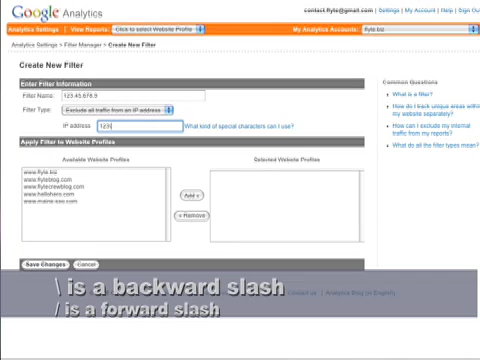 Google Analytics
contact.flyte@gmail.com | Settings | My Account | Help | Sign Out
Analytics Settings | View Reports: Click to select Website Profile
My Analytics Accounts: flyte.biz
Analytics Settings > Filter Manager > Create New Filter
Create New Filter
Enter Filter Information
Filter Name: 123.45.678.9
Filter Type: Exclude all traffic from an IP address
IP address 123\
What kind of special characters can I use?
Apply Filter to Website Profiles
Available Website Profiles
Selected Website Profiles
www.flyte.biz
www.flyteblog.com
Add »
« Remove
Save Changes
Cancel
Common Questions
What is a filter?
How do I track unique areas within
my website separately?
How can I exclude my internal
traffic from my reports?
What do all the filter types mean?
Contact us | Analytics Blog (in English)
\ is a backward slash
/ is a forward slash